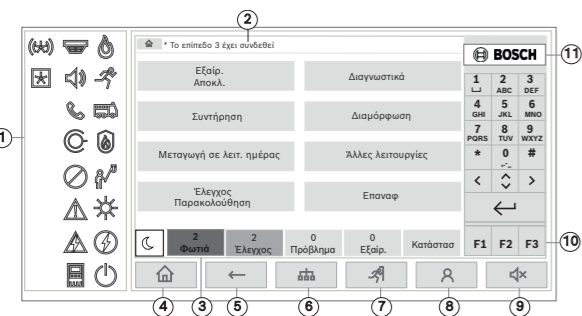 2
* Το επίπεδο 3 έχει συνδεθεί
BOSCH
11
Εξαίρ.
Αποκλ.
Διαγνωστικά
1 2 3
ABC DEF
Συντήρηση
Διαμόρφωση
4 5 6
GHI JKL MNO
1
Μεταγωγή σε λειτ. ημέρας
Άλλες λειτουργίες
7 8 9
PQRS TUV WXYZ
* 0 #
Έλεγχος
Παρακολούθηση
Επαναφ
2 2 0 0
Φωτιά Έλεγχος Πρόβλημα Εξαίρ. Κατάστασ
F1 F2 F3
10
4 3 5 6 7 8 9